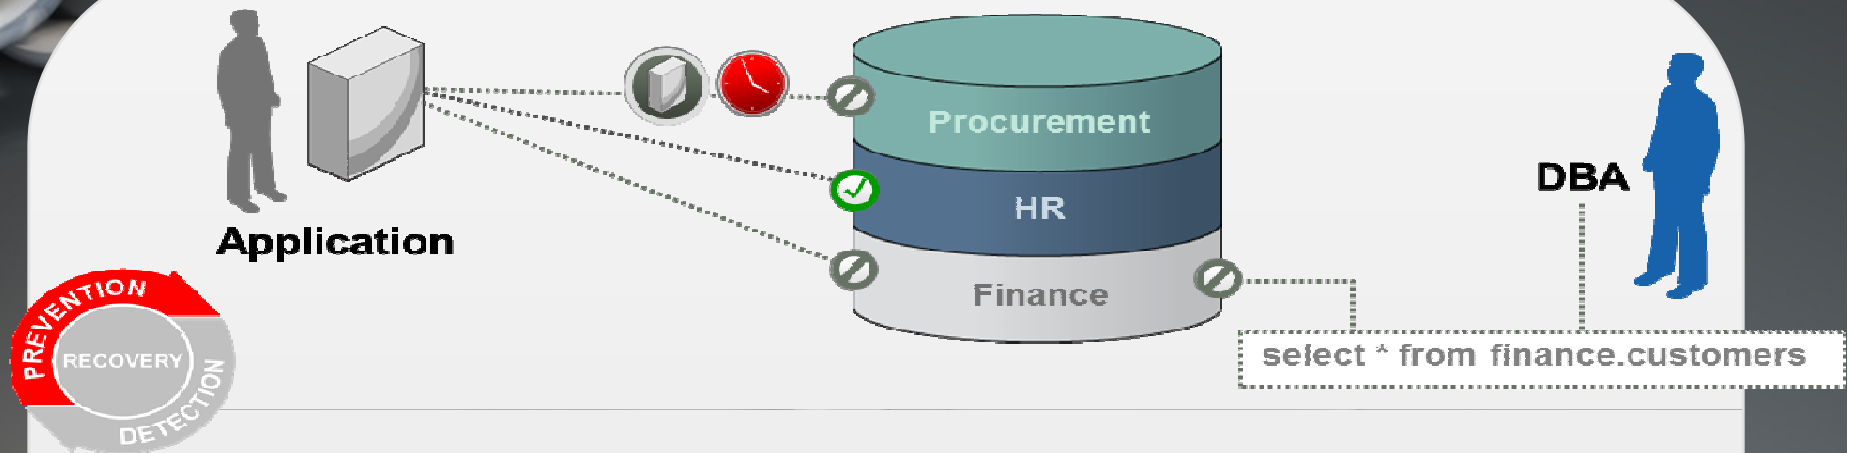 Procurement
DBA
HR
Application
Finance
PREVENTION
RECOVERY
DETECTION
select * from finance.customers